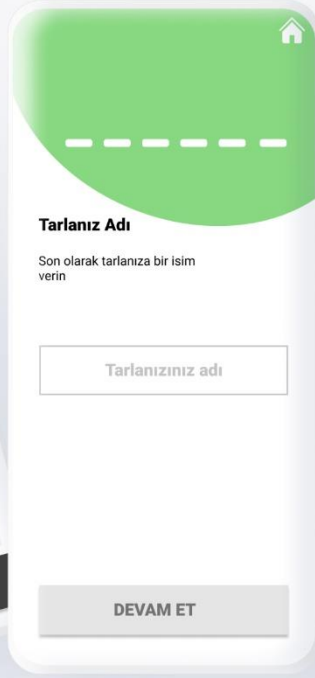 Tarlanız Adı
Son olarak tarlanıza bir isim
verin
Tarlanızınız adı
DEVAM ET